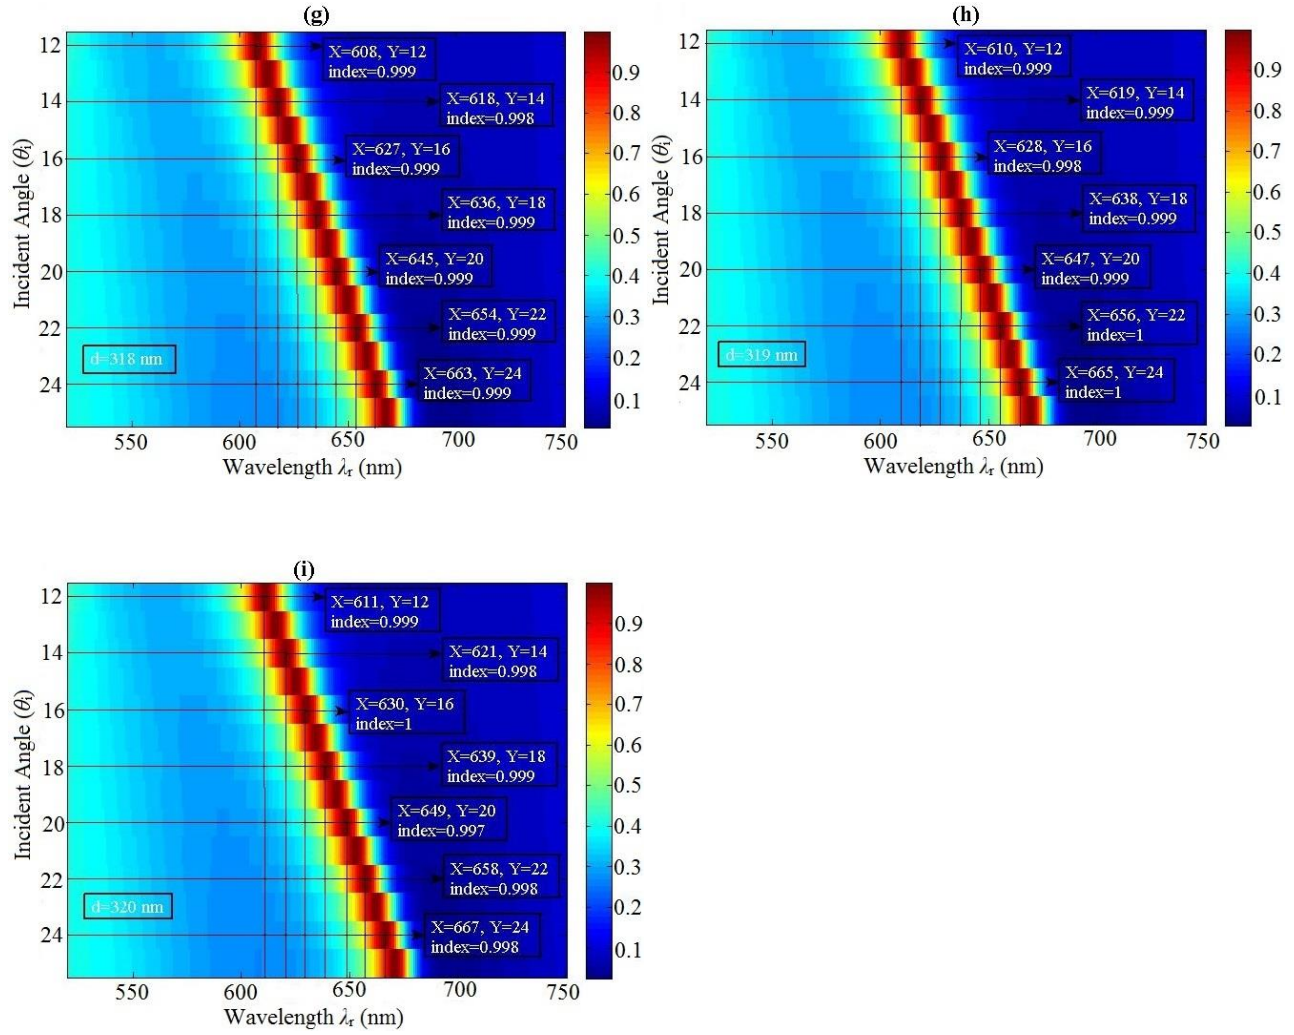 (g)
12
14
16
18
20
22
24
Incident Angle (θi)
X=608, Y=12
index=0.999
X=618, Y=14
index=0.998
X=627, Y=16
index=0.999
X=636, Y=18
index=0.999
X=645, Y=20
index=0.999
X=654, Y=22
index=0.999
X=663, Y=24
index=0.999
d=318 nm
550
600
650
700
750
Wavelength λr (nm)
0.9
0.8
0.7
0.6
0.5
0.4
0.3
0.2
0.1
(h)
12
14
16
18
20
22
24
Incident Angle (θi)
X=610, Y=12
index=0.999
X=619, Y=14
index=0.999
X=628, Y=16
index=0.998
X=638, Y=18
index=0.999
X=647, Y=20
index=0.999
X=656, Y=22
index=1
X=665, Y=24
index=1
d=319 nm
550
600
650
700
750
Wavelength λr (nm)
0.9
0.8
0.7
0.6
0.5
0.4
0.3
0.2
0.1
(i)
12
14
16
18
20
22
24
Incident Angle (θi)
X=611, Y=12
index=0.999
X=621, Y=14
index=0.998
X=630, Y=16
index=1
X=639, Y=18
index=0.999
X=649, Y=20
index=0.997
X=658, Y=22
index=0.998
X=667, Y=24
index=0.998
d=320 nm
550
600
650
700
750
Wavelength λr (nm)
0.9
0.8
0.7
0.6
0.5
0.4
0.3
0.2
0.1